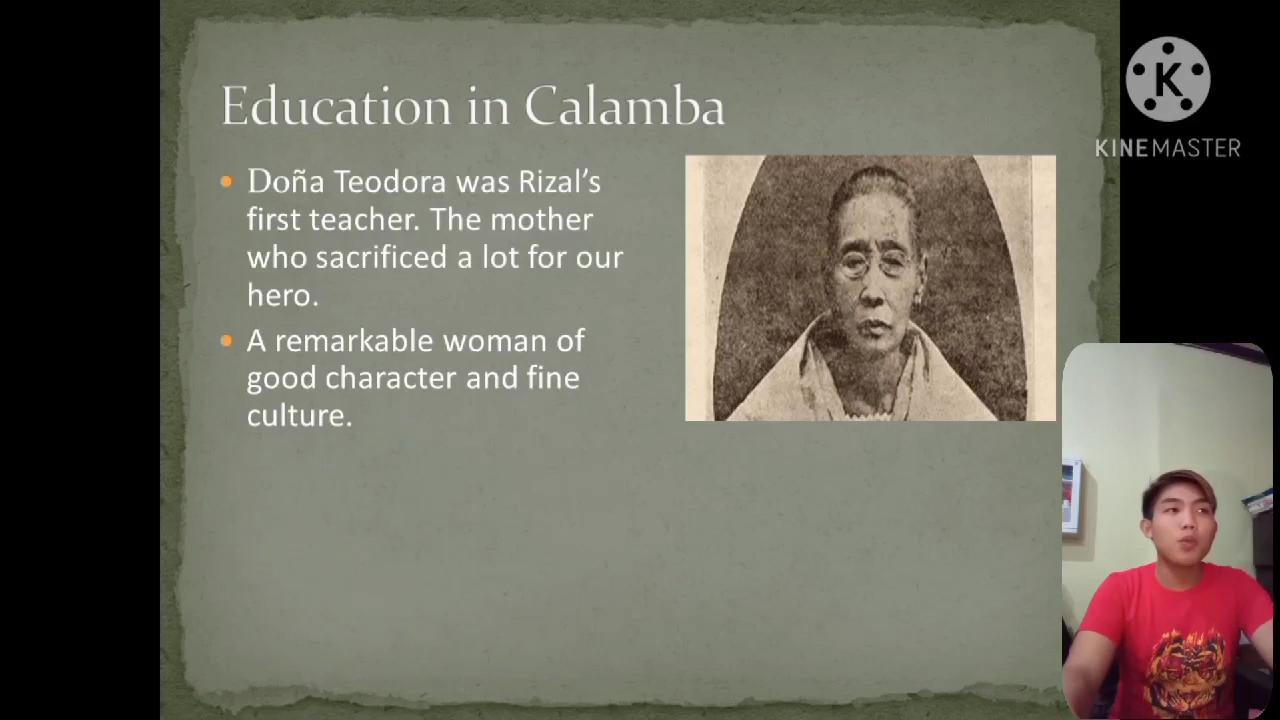 Education in Calamba
Doña Teodora was Rizal's
first teacher. The mother
who sacrificed a lot for our
hero.
A remarkable woman of
good character and fine
culture.
K
KINEMASTER